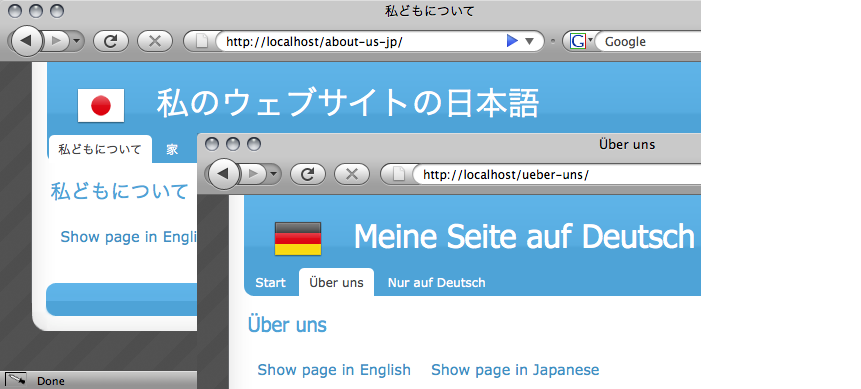 私どもについて
http://localhost/about-us-jp/
Google
私のウェブサイトの日本語
私どもについて 家
私どもについて
Show page in Engli
Done
Über uns
http://localhost/ueber-uns/
Meine Seite auf Deutsch
Start Über uns Nur auf Deutsch
Über uns
Show page in English Show page in Japanese